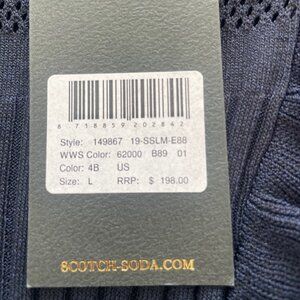 8 718859 202842
Style: 149867 19-SSLM-E88
WWS Color: 62000 B89 01
Color: 4B US
Size: L RRP: $ 198.00
SCOTCH-SODA.COM